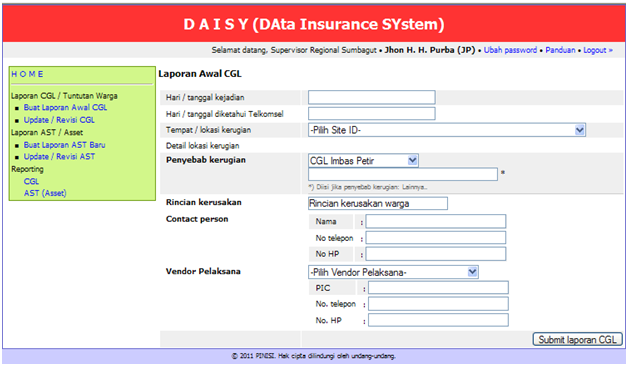 D A I S Y (DAta Insurance SYstem)
Selamat datang, Supervisor Regional Sumbagut • Jhon H. H. Purba (JP) • Ubah password • Panduan • Logout »
H O M E
Laporan CGL / Tuntutan Warga
Buat Laporan Awal CGL
Update / Revisi CGL
Laporan AST / Asset
Buat Laporan AST Baru
Update / Revisi AST
Reporting
CGL
AST (Asset)
Laporan Awal CGL
Hari / tanggal kejadian
Hari / tanggal diketahui Telkomsel
Tempat / lokasi kerugian -Pilih Site ID-
Detail lokasi kerugian
Penyebab kerugian CGL Imbas Petir
*
*) Diisi jika penyebab kerugian: Lainnya..
Rincian kerusakan Rincian kerusakan warga
Contact person Nama :
No telepon :
No HP :
Vendor Pelaksana -Pilih Vendor Pelaksana-
PIC :
No. telepon :
No. HP :
Submit laporan CGL
© 2011 PINISI. Hak cipta dilindungi oleh undang-undang.